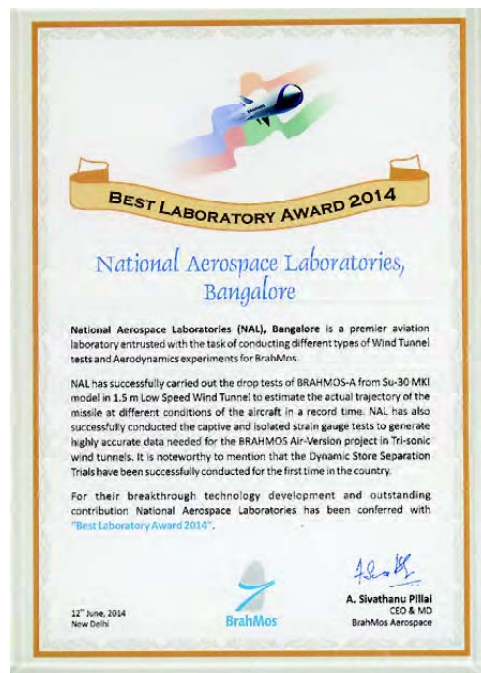 BEST LABORATORY AWARD 2014
National Aerospace Laboratories,
Bangalore
National Aerospace Laboratories (NAL), Bangalore is a premier aviation
laboratory entrusted with the task of conducting different types of Wind Tunnel
tests and Aerodynamics experiments for BrahMos.
NAL has successfully carried out the drop tests of BRAHMOS-A from Su-30 MKI
model in 1.5 m Low Speed Wind Tunnel to estimate the actual trajectory of the
missile at different conditions of the aircraft in a record time. NAL has also
successfully conducted the captive and isolated strain gauge tests to generate
highly accurate data needed for the BRAHMOS Air-Version project in Tri-sonic
wind tunnels. It is noteworthy to mention that the Dynamic Store Separation
Trials have been successfully conducted for the first time in the country.
For their breakthrough technology development and outstanding
contribution National Aerospace Laboratories has been conferred with
"Best Laboratory Award 2014".
A. Sivathanu Pillai
CEO & MD
BrahMos Aerospace
12th June, 2014
New Delhi
BrahMos